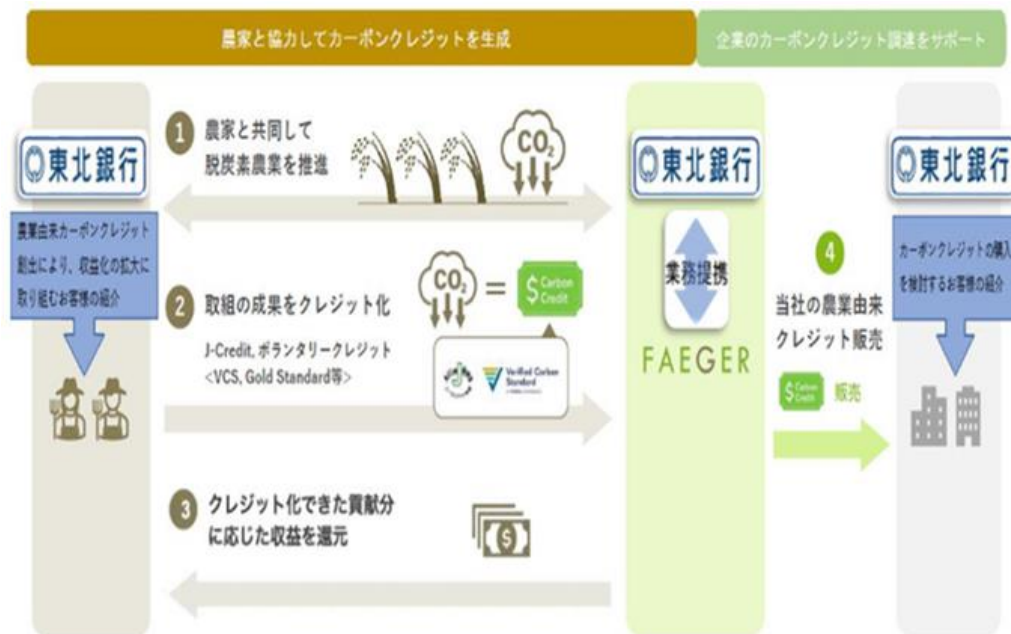 農家と協力してカーボンクレジットを生成
企業のカーボンクレジット調達をサポート
東北銀行
農業由来カーボンクレジット
創出により、収益化の拡大に
取り組むお客様の紹介
1
農家と共同して
脱炭素農業を推進
CO2
2
取組の成果をクレジット化
J-Credit, ボランタリークレジット
<VCS, Gold Standard等>
CO2
=
$ Carbon Credit
Verified Carbon
Standard
3
クレジット化できた貢献分
に応じた収益を還元
$
東北銀行
業務提携
FAEGER
4
当社の農業由来
クレジット販売
$ Carbon Credit
販売
東北銀行
カーボンクレジットの購入
を検討するお客様の紹介